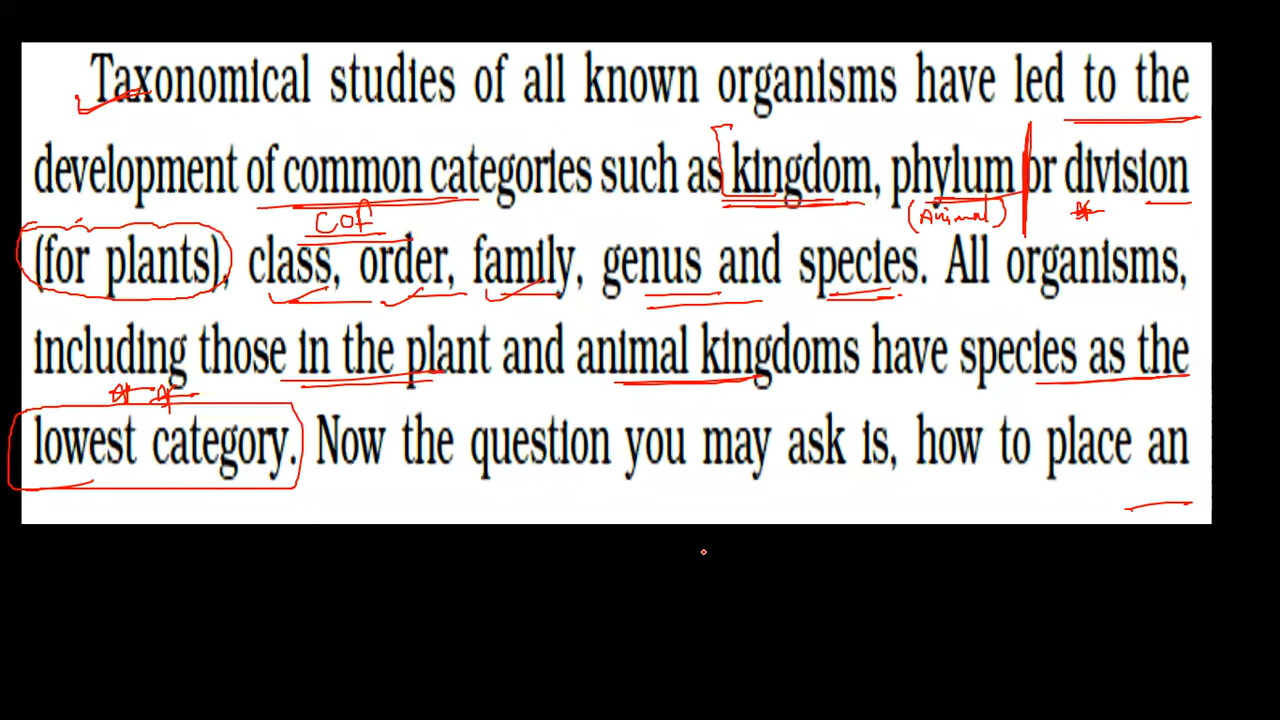 Taxonomical studies of all known organisms have led to the
development of common categories such as kingdom, phylum or division
COF
(Animal)
(for plants), class, order, family, genus and species. All organisms,
including those in the plant and animal kingdoms have species as the
lowest category. Now the question you may ask is, how to place an